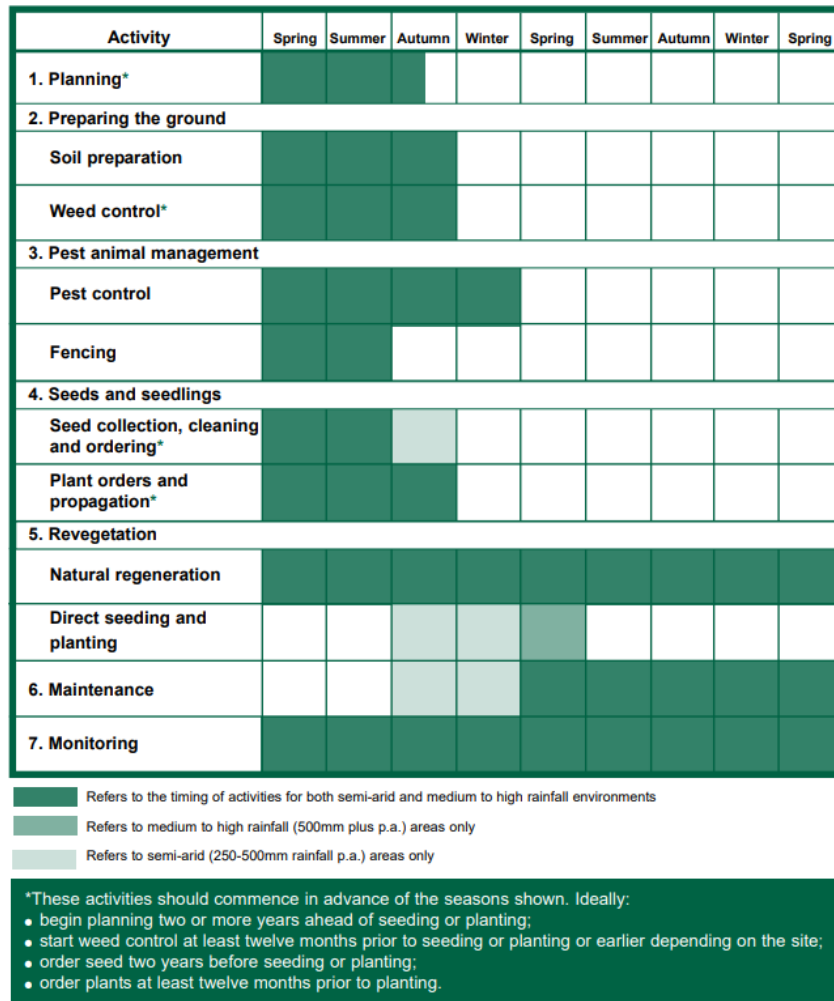 Activity Spring Summer Autumn Winter Spring Summer Autumn Winter Spring
1. Planning*
2. Preparing the ground
Soil preparation
Weed control*
3. Pest animal management
Pest control
Fencing
4. Seeds and seedlings
Seed collection, cleaning
and ordering*
Plant orders and
propagation*
5. Revegetation
Natural regeneration
Direct seeding and
planting
6. Maintenance
7. Monitoring
Refers to the timing of activities for both semi-arid and medium to high rainfall environments
Refers to medium to high rainfall (500mm plus p.a.) areas only
Refers to semi-arid (250-500mm rainfall p.a.) areas only
*These activities should commence in advance of the seasons shown. Ideally:
• begin planning two or more years ahead of seeding or planting;
• start weed control at least twelve months prior to seeding or planting or earlier depending on the site;
• order seed two years before seeding or planting;
• order plants at least twelve months prior to planting.